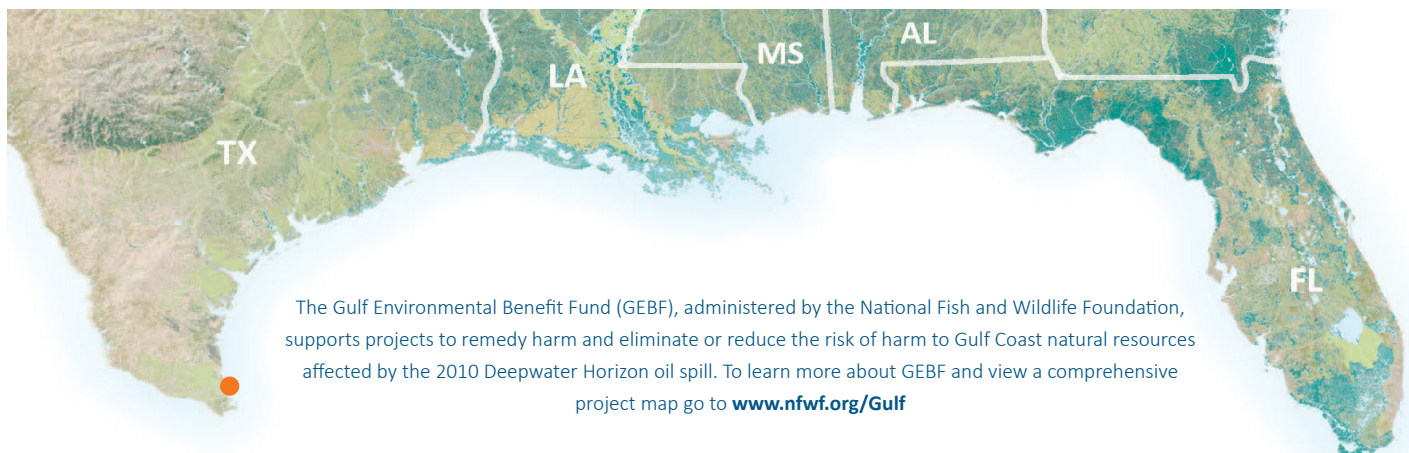 AL
MS
LA
TX
FL
The Gulf Environmental Benefit Fund (GEBF), administered by the National Fish and Wildlife Foundation,
supports projects to remedy harm and eliminate or reduce the risk of harm to Gulf Coast natural resources
affected by the 2010 Deepwater Horizon oil spill. To learn more about GEBF and view a comprehensive
project map go to www.nfwf.org/Gulf